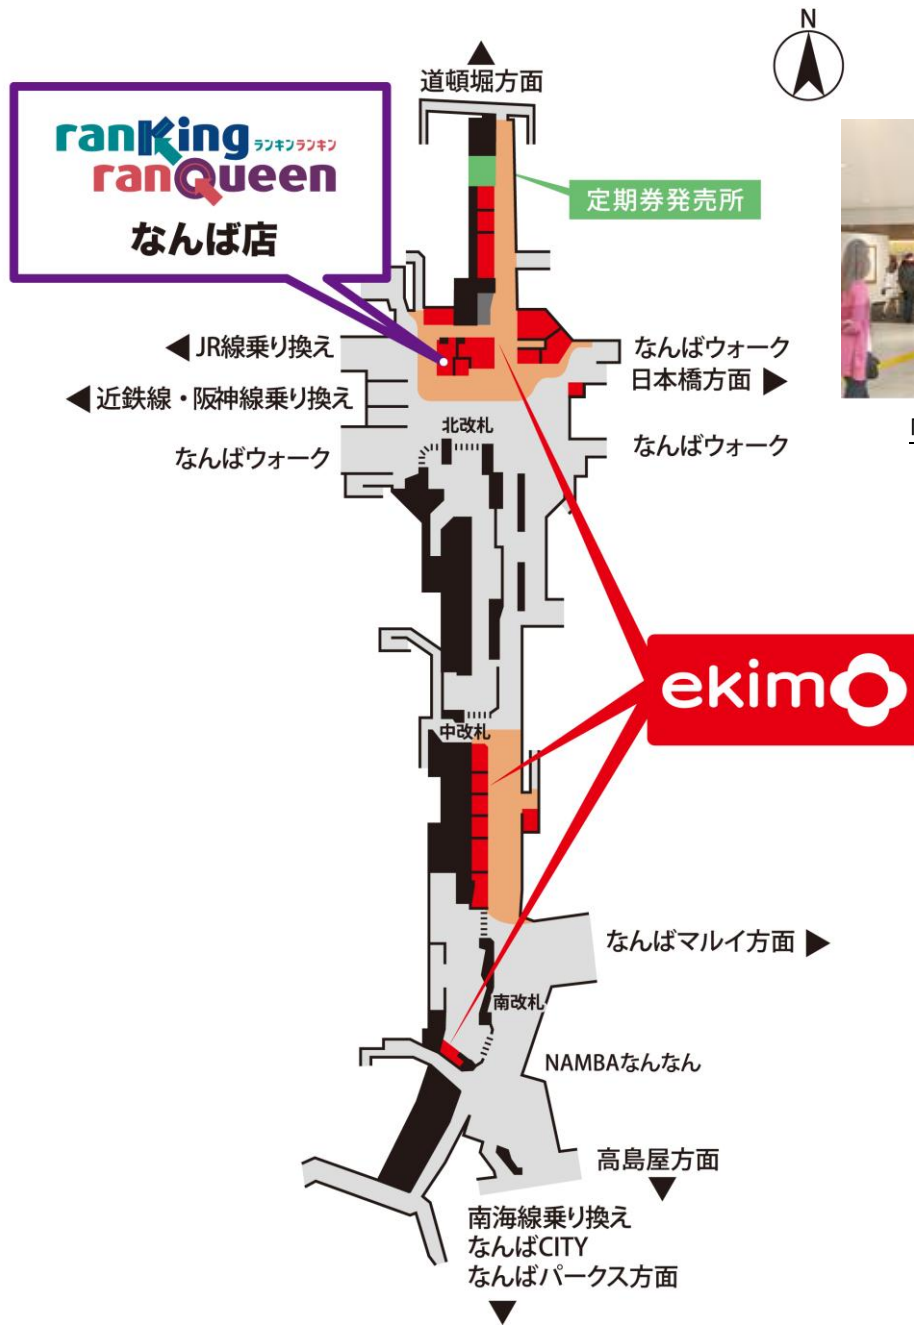 N
道頓堀方面
ranKing ランキンランキン
ranQueen
なんば店
定期券発売所
JR線乗り換え
なんばウォーク
日本橋方面
近鉄線・阪神線乗り換え
北改札
なんばウォーク
なんばウォーク
ekimo
中改札
なんばマルイ方面
南改札
NAMBAなんなん
高島屋方面
南海線乗り換え
なんばCITY
なんばパークス方面